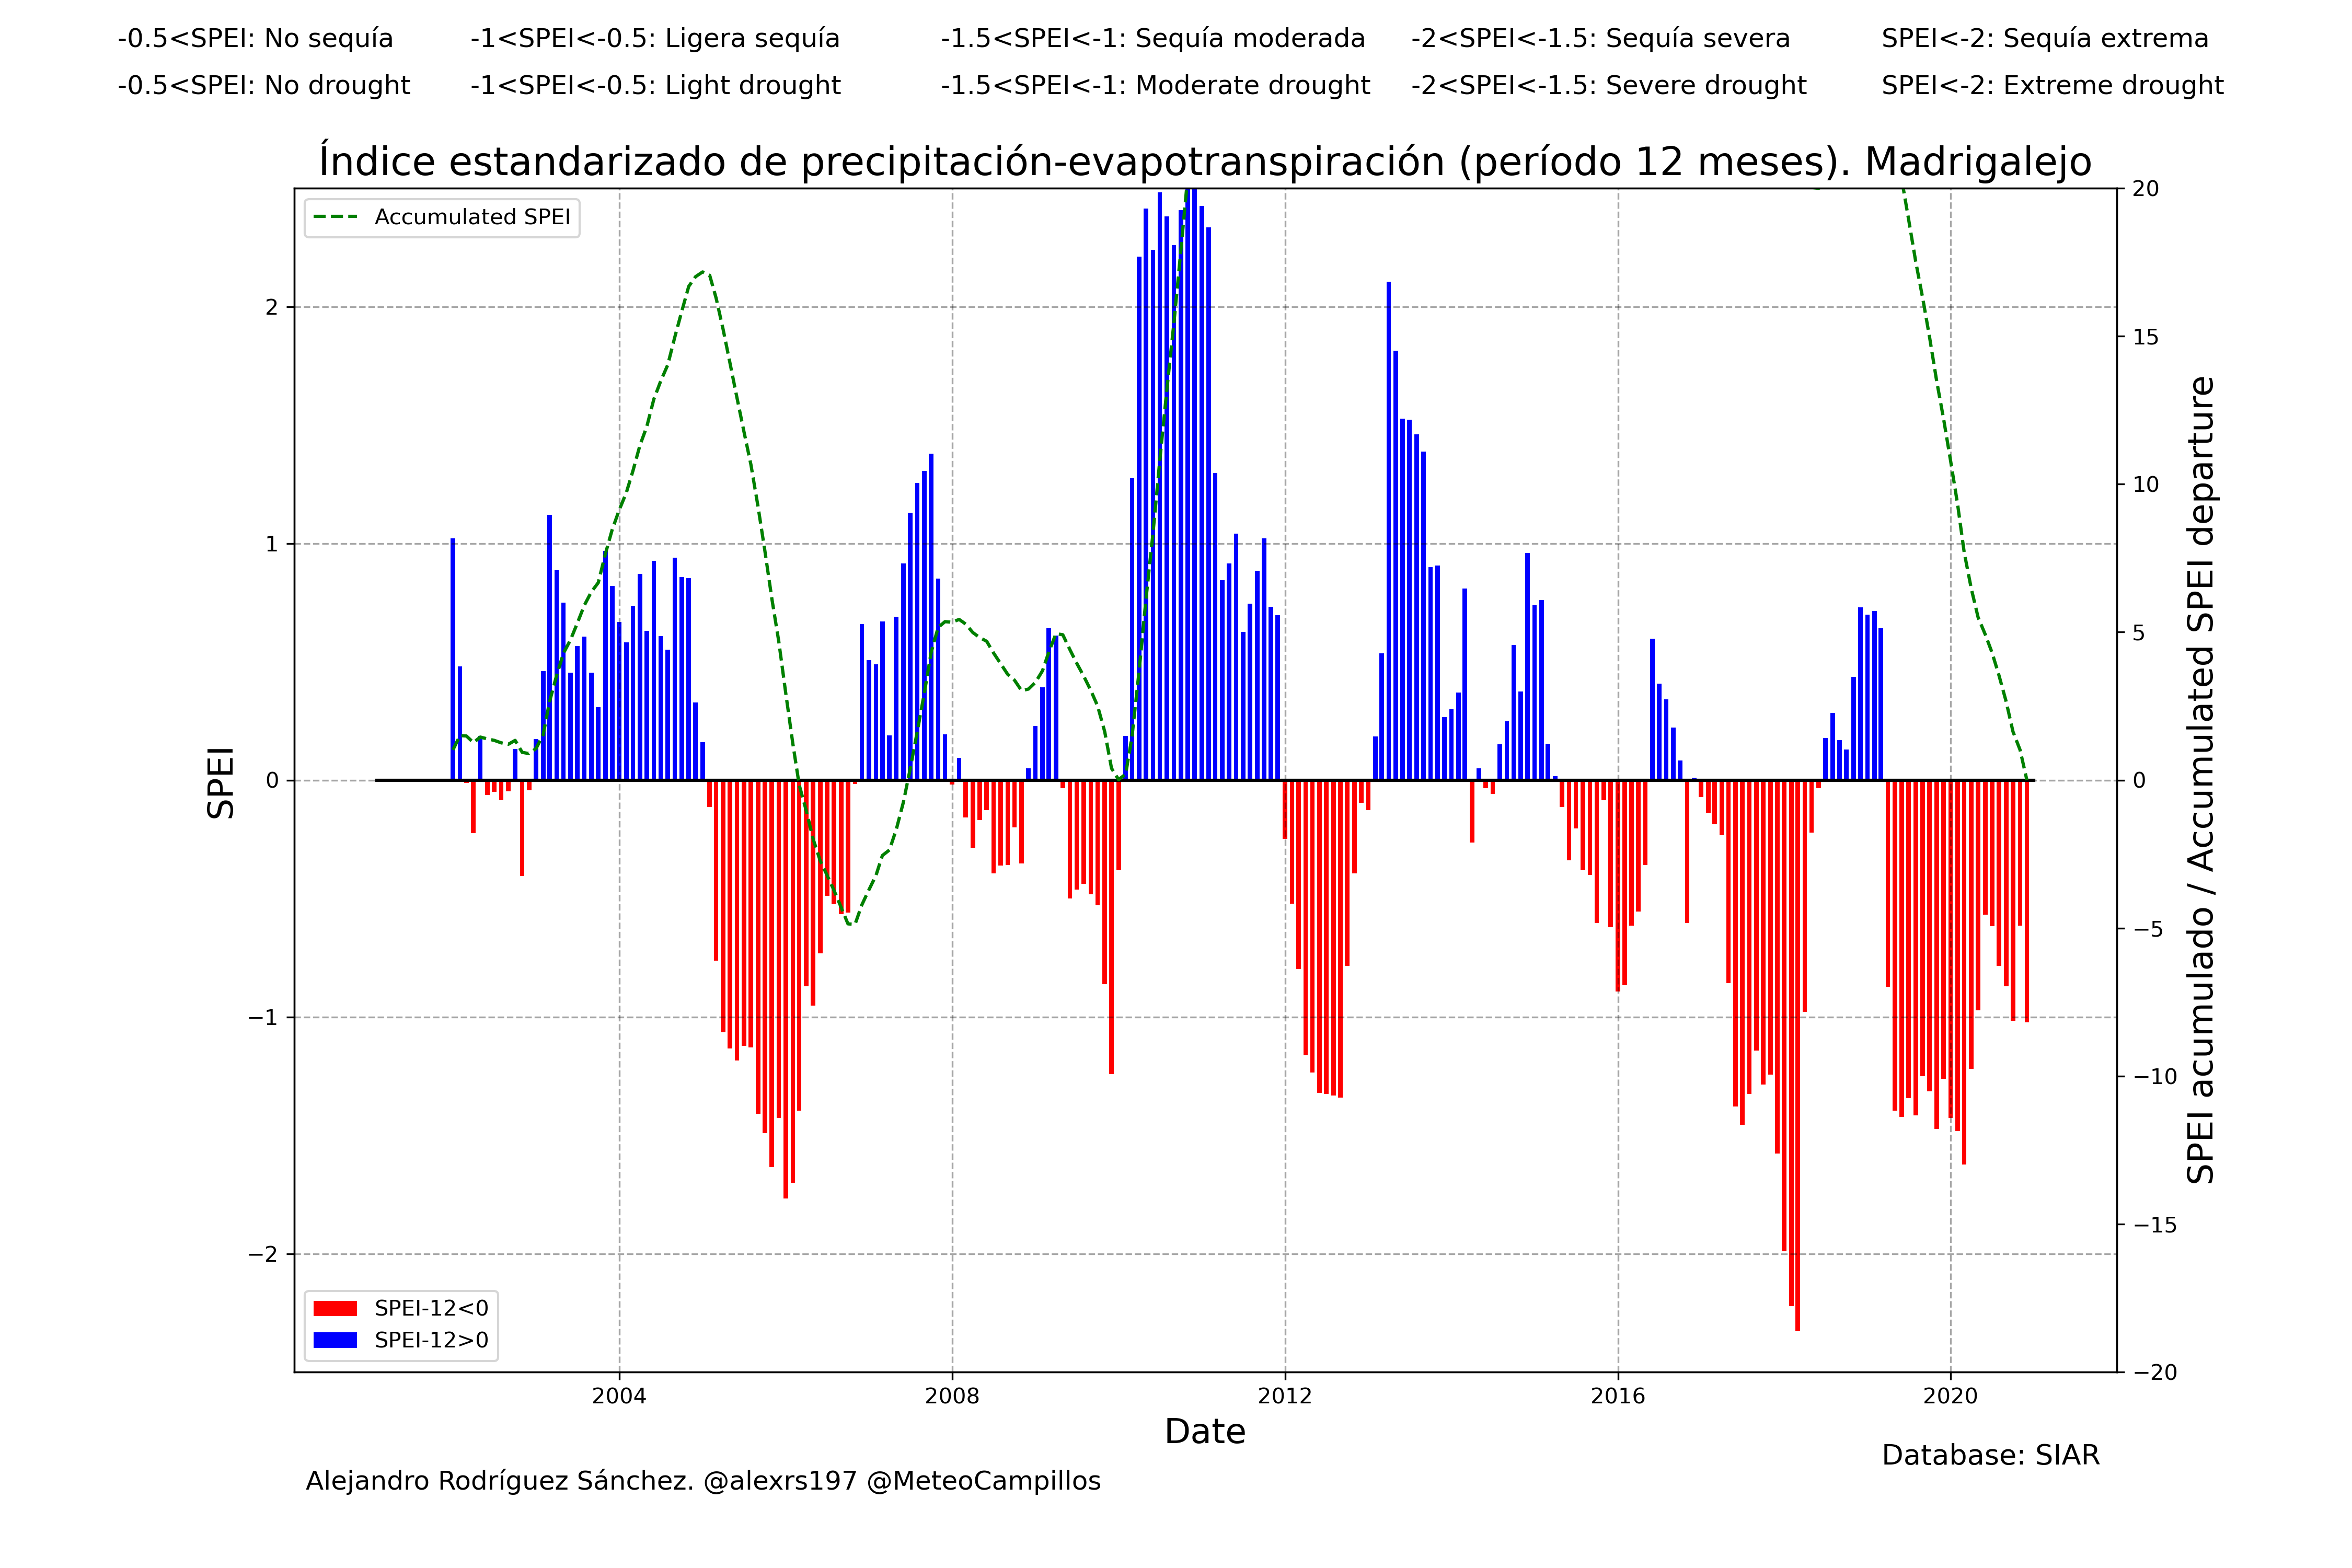 -0.5<SPEI: No sequía -1<SPEI<-0.5: Ligera sequía -1.5<SPEI<-1: Sequía moderada -2<SPEI<-1.5: Sequía severa SPEI<-2: Sequía extrema
-0.5<SPEI: No drought -1<SPEI<-0.5: Light drought -1.5<SPEI<-1: Moderate drought -2<SPEI<-1.5: Severe drought SPEI<-2: Extreme drought
Índice estandarizado de precipitación-evapotranspiración (período 12 meses). Madrigalejo
Accumulated SPEI
SPEI
2
1
0
−1
−2
20
15
10
5
0
−5
−10
−15
−20
SPEI acumulado / Accumulated SPEI departure
SPEI-12<0
SPEI-12>0
2004 2008 2012 2016 2020
Date
Database: SIAR
Alejandro Rodríguez Sánchez. @alexrs197 @MeteoCampillos